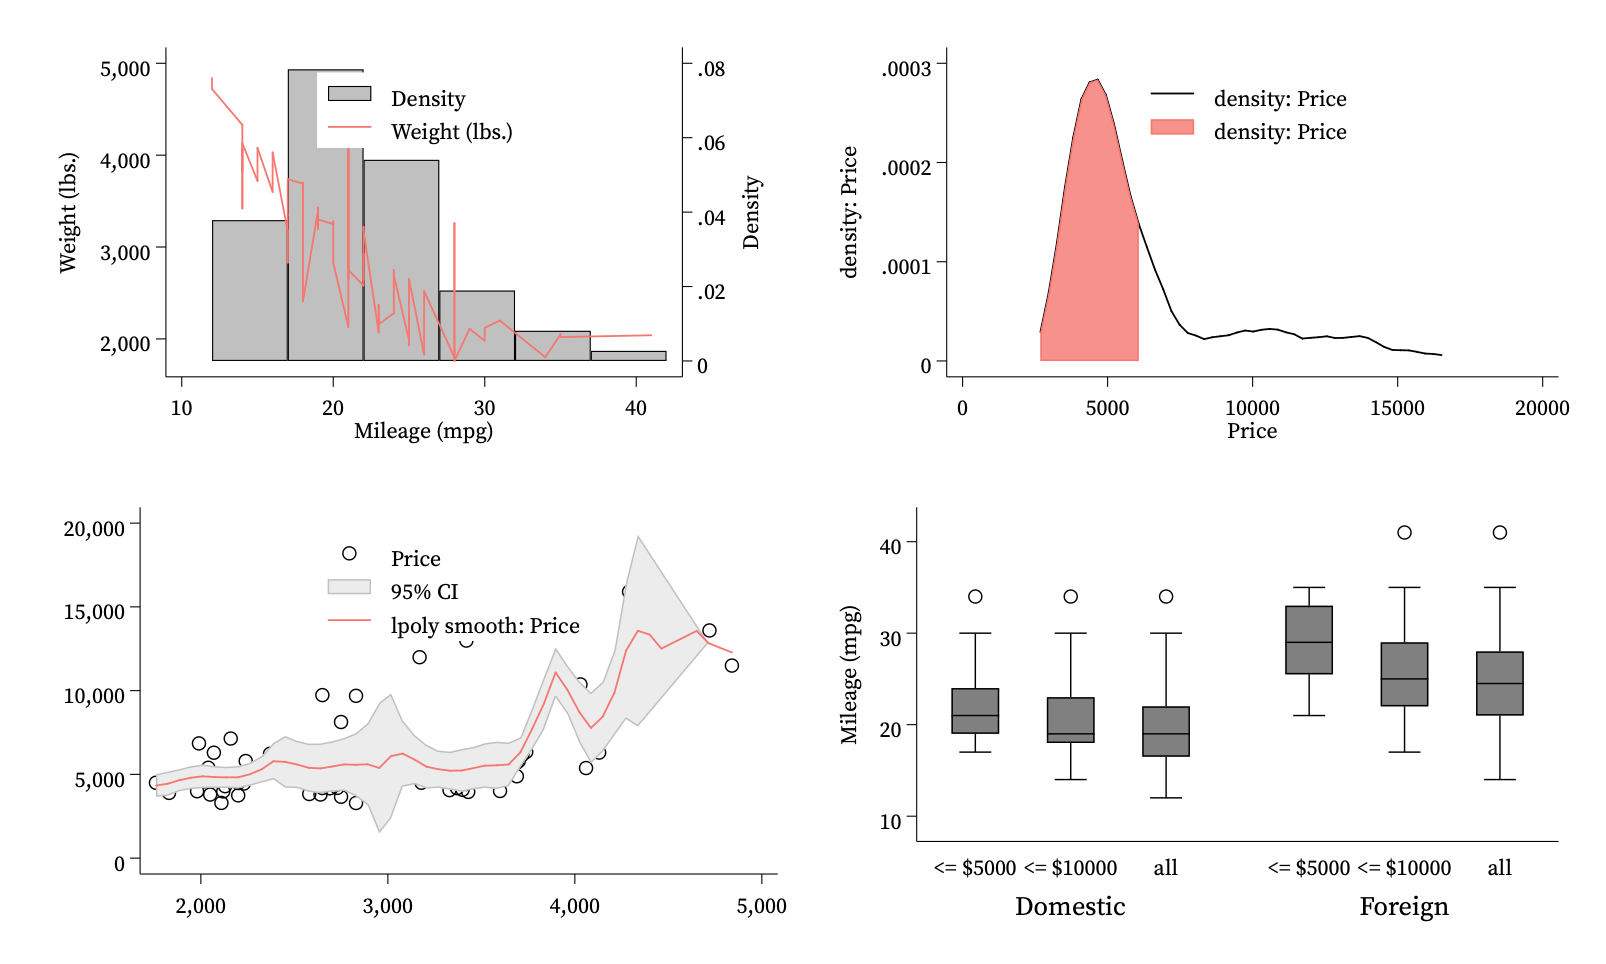 5,000
4,000
3,000
2,000
Weight (lbs.)
Density
Weight (lbs.)
.08
.06
.04
.02
0
Density
10 20 30 40
Mileage (mpg)
.0003
.0002
.0001
0
density: Price
density: Price
density: Price
0 5000 10000 15000 20000
Price
20,000
15,000
10,000
5,000
0
Price
95% CI
lpoly smooth: Price
2,000 3,000 4,000 5,000
40
30
20
10
Mileage (mpg)
<= $5000 <= $10000 all <= $5000 <= $10000 all
Domestic Foreign